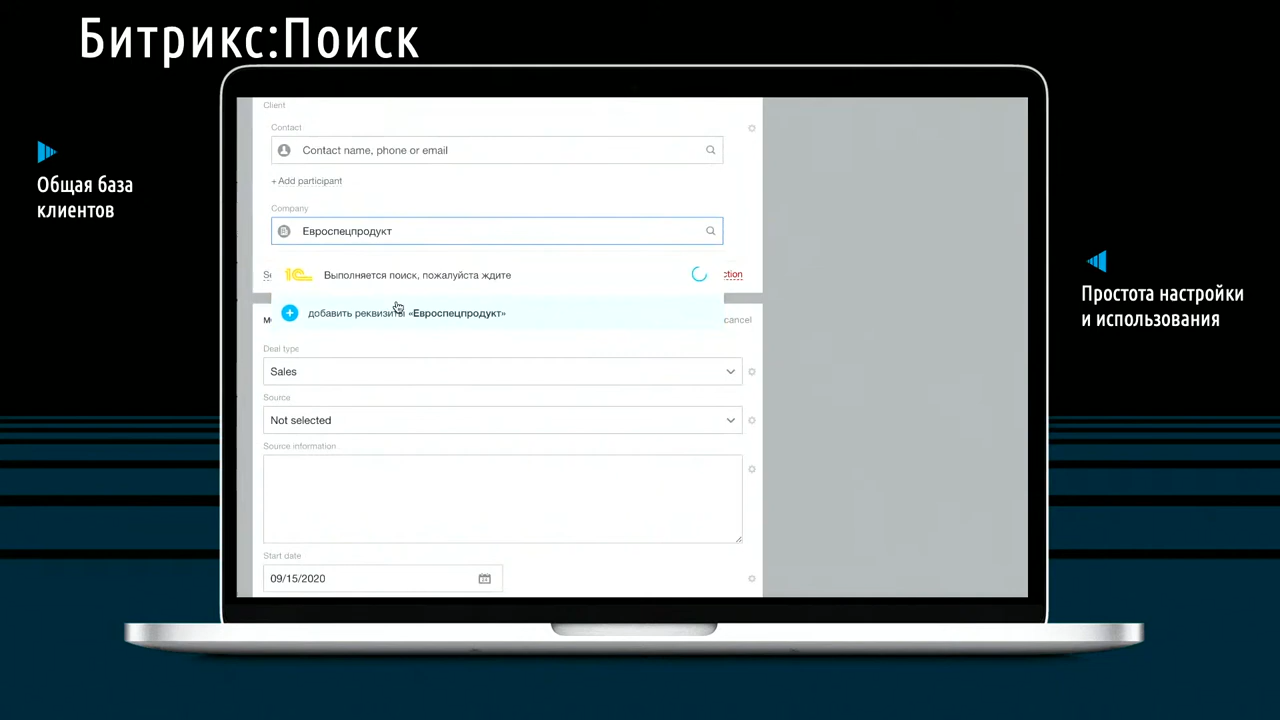 Битрикс:Поиск
Общая база
клиентов
Client
Contact
Contact name, phone or email
+ Add participant
Company
Евроспецпродукт
1С
Выполняется поиск, пожалуйста ждите
ction
добавить реквизиты «Евроспецпродукт»
cancel
Deal type
Sales
Source
Not selected
Source information
Start date
09/15/2020
Простота настройки
и использования